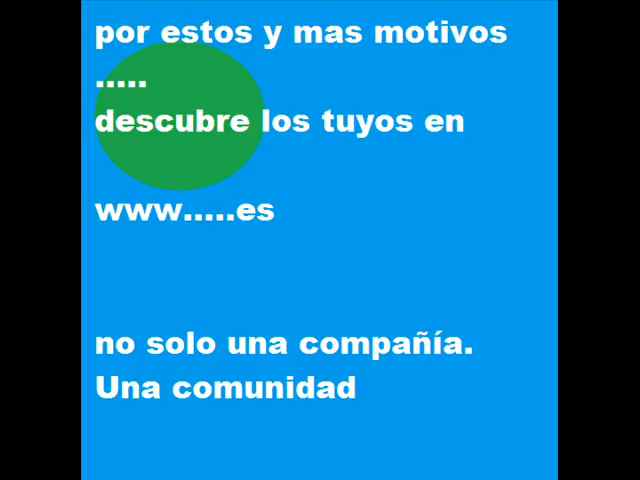 por estos y mas motivos
.....
descubre los tuyos en
www.....es
no solo una compañía.
Una comunidad